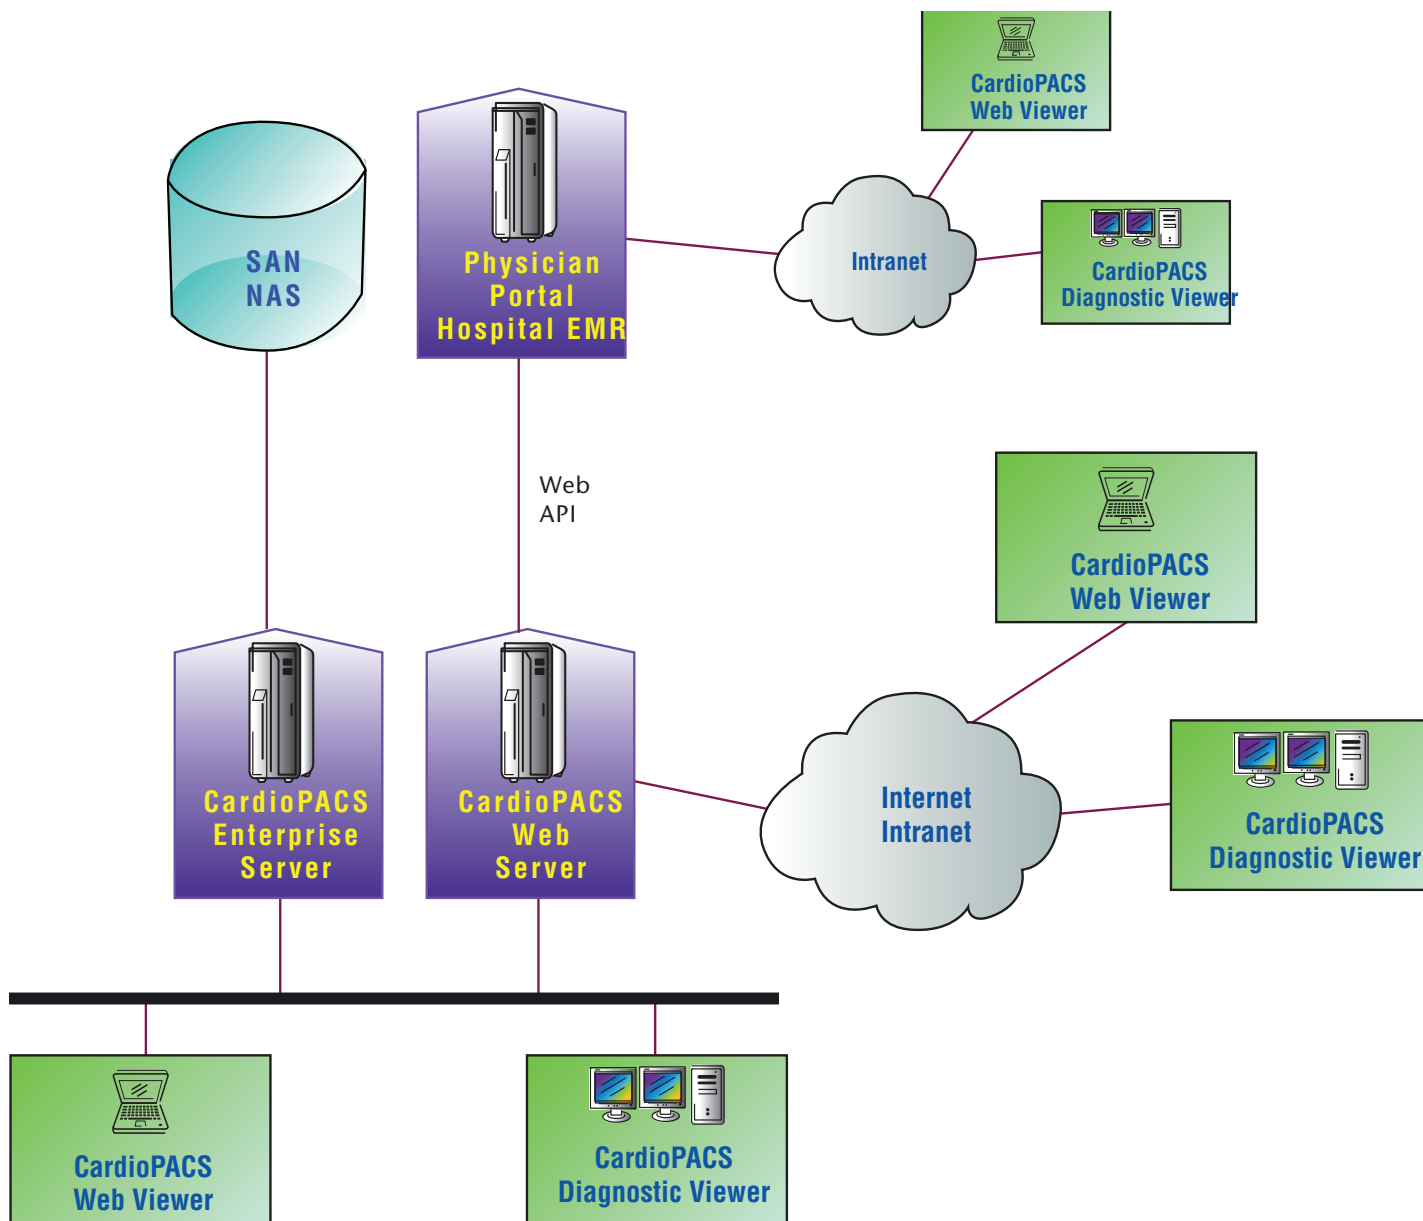 CardioPACS
Web Viewer
SAN
NAS
Physician
Portal
Hospital EMR
Intranet
CardioPACS
Diagnostic Viewer
Web
API
CardioPACS
Web Viewer
CardioPACS
Enterprise
Server
CardioPACS
Web
Server
Internet
Intranet
CardioPACS
Diagnostic Viewer
CardioPACS
Web Viewer
CardioPACS
Diagnostic Viewer